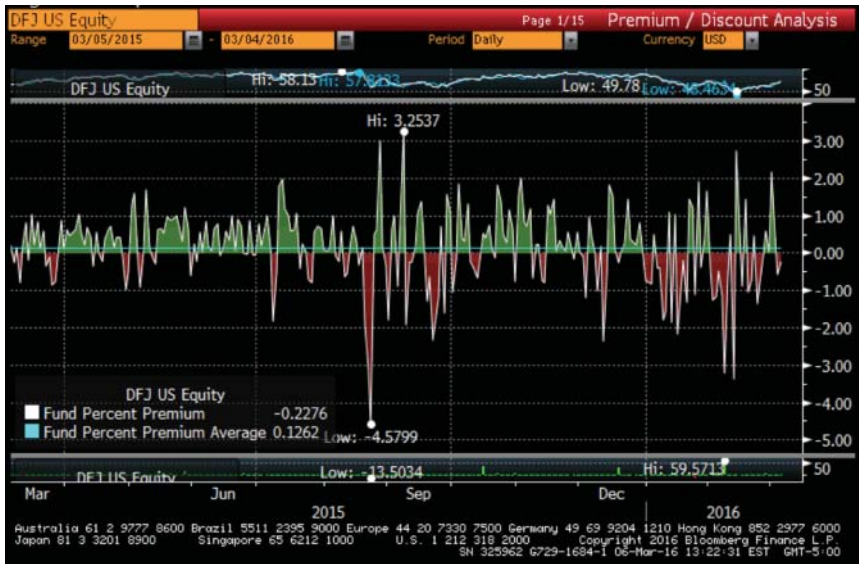 DFJ US Equity Page 1/15 Premium / Discount Analysis
Range 03/05/2015 - 03/04/2016 Period Daily Currency USD
DFJ US Equity Hi: 58.13 Hi: 57.8133 Low: 49.78 50
Hi: 3.2537
3.00
2.00
1.00
0.00
-1.00
-2.00
-3.00
DFJ US Equity
Fund Percent Premium -0.2276
-4.00
Fund Percent Premium Average 0.1262
Low: -4.5799
-5.00
DFJ US Equity Low: -13.5034 Hi: 59.5713 50
Mar Jun Sep Dec
2015 2016
Australia 61 2 9777 8600 Brazil 5511 2395 9000 Europe 44 20 7330 7500 Germany 49 69 9204 1210 Hong Kong 852 2977 6000
Japan 81 3 3201 8900 Singapore 65 6212 1000 U.S. 1 212 318 2000 Copyright 2016 Bloomberg Finance L.P.
SN 325962 G729-1684-1 06-Mar-16 13:22:31 EST GMT-5:00